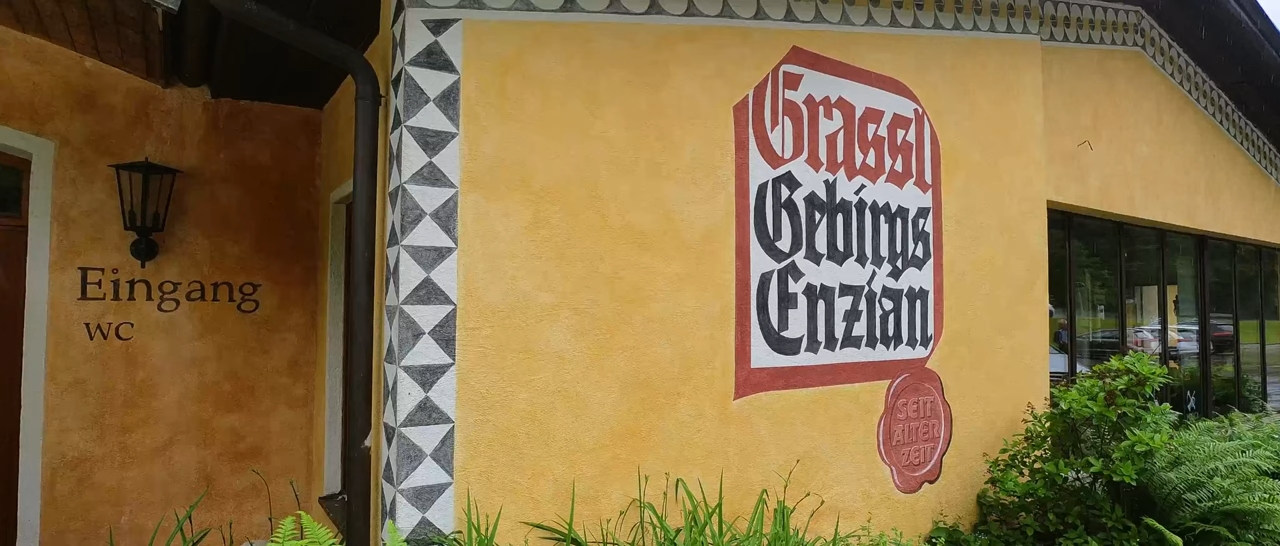 Eingang
WC
Grassl
Gebirgs
Enzian
SEIT
ALTER
ZEIT